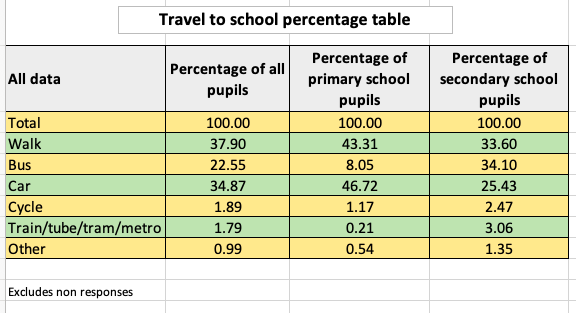 Travel to school percentage table
All data Percentage of all pupils Percentage of primary school pupils Percentage of secondary school pupils
Total 100.00 100.00 100.00
Walk 37.90 43.31 33.60
Bus 22.55 8.05 34.10
Car 34.87 46.72 25.43
Cycle 1.89 1.17 2.47
Train/tube/tram/metro 1.79 0.21 3.06
Other 0.99 0.54 1.35
Excludes non responses